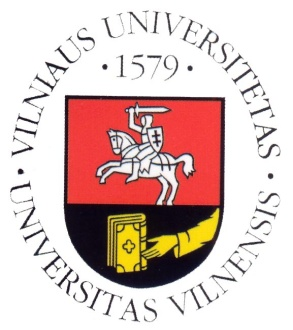 · VILNIAUS UNIVERSITETAS ·
· 1579 ·
UNIVERSITAS VILNENSIS